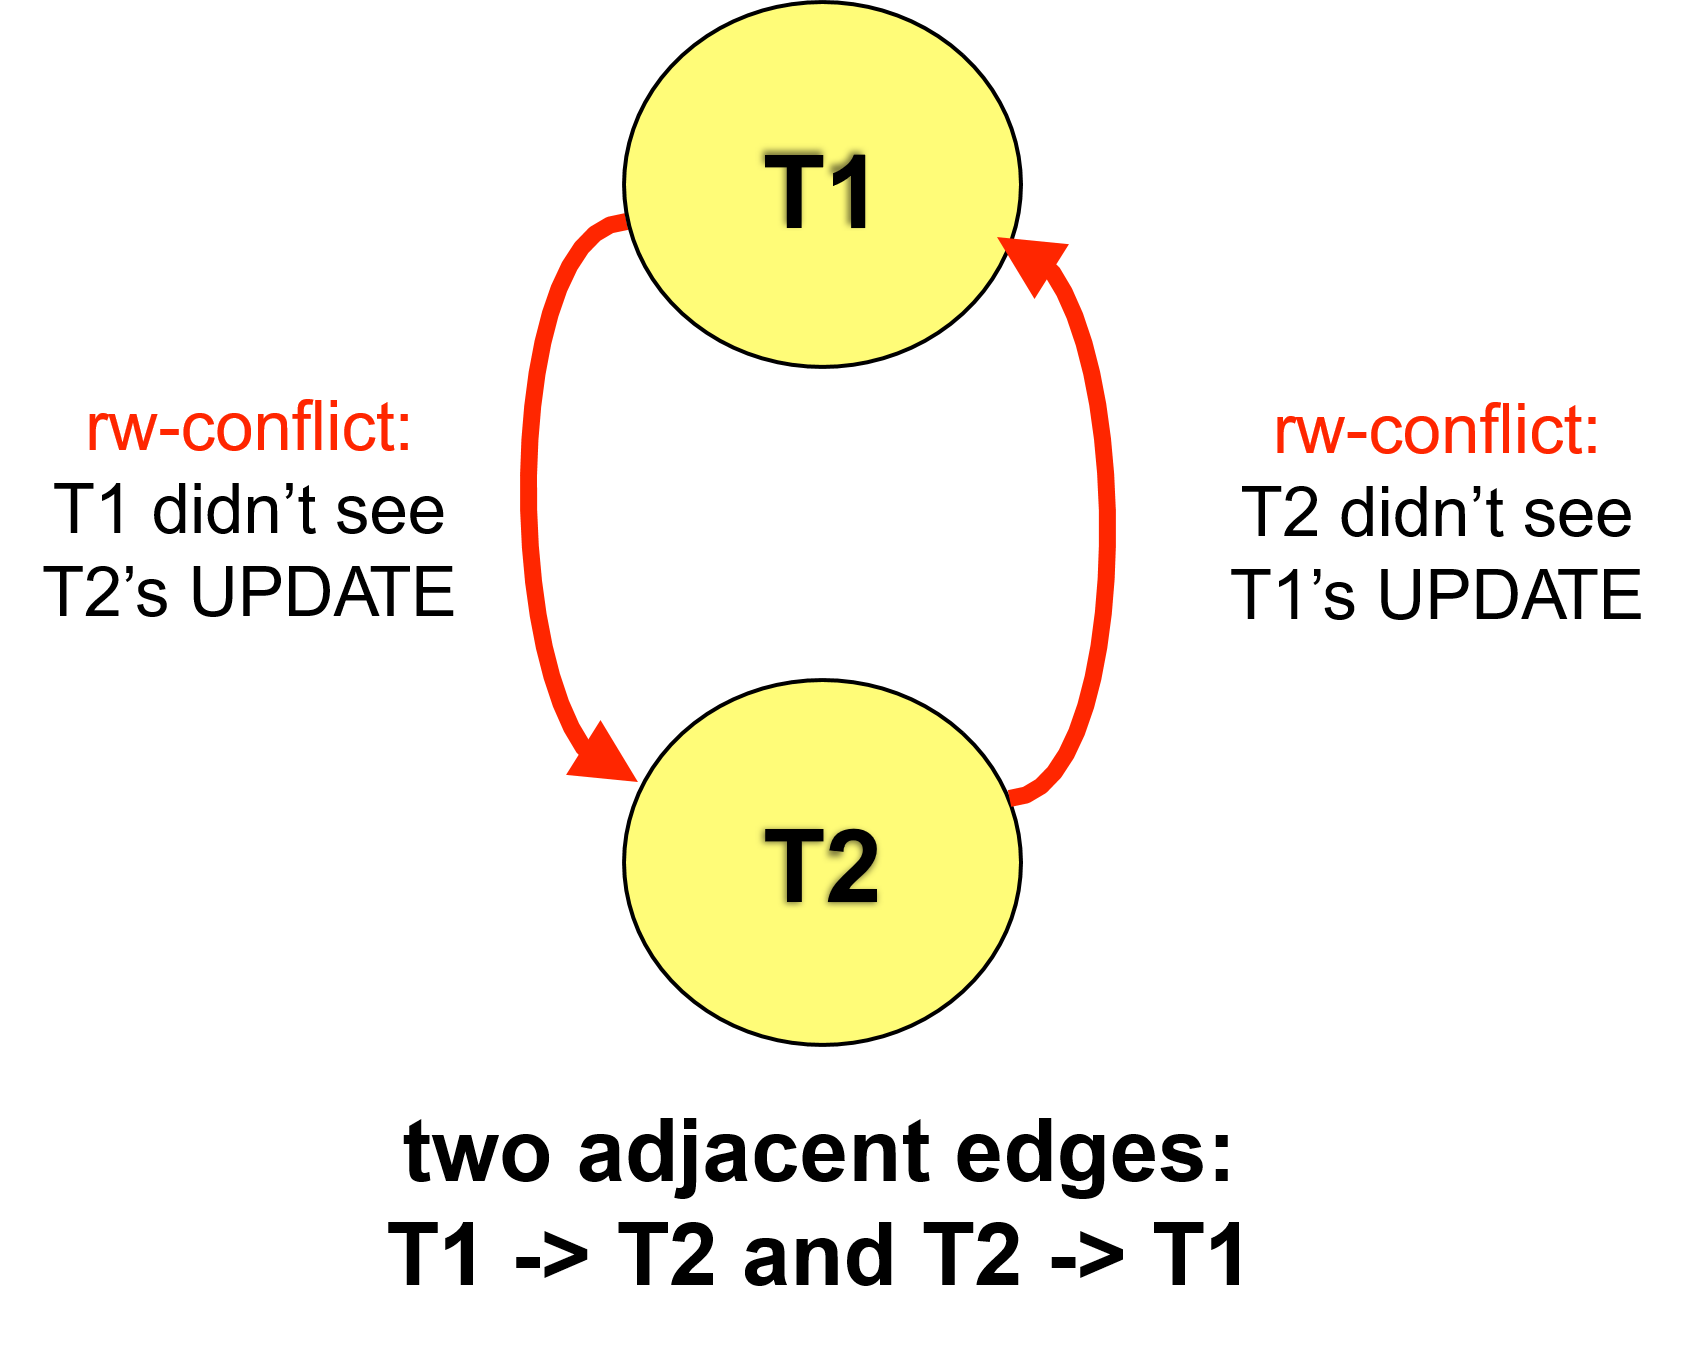 T1
rw-conflict:
T1 didn’t see
T2’s UPDATE
rw-conflict:
T2 didn’t see
T1’s UPDATE
T2
two adjacent edges:
T1 -> T2 and T2 -> T1